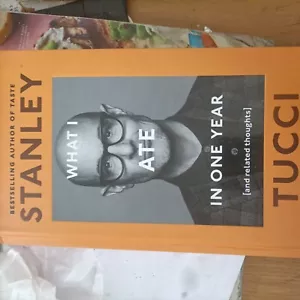 BESTSELLING AUTHOR OF TASTE
STANLEY
WHAT I
ATE
IN ONE YEAR
[and related thoughts]
TUCCI